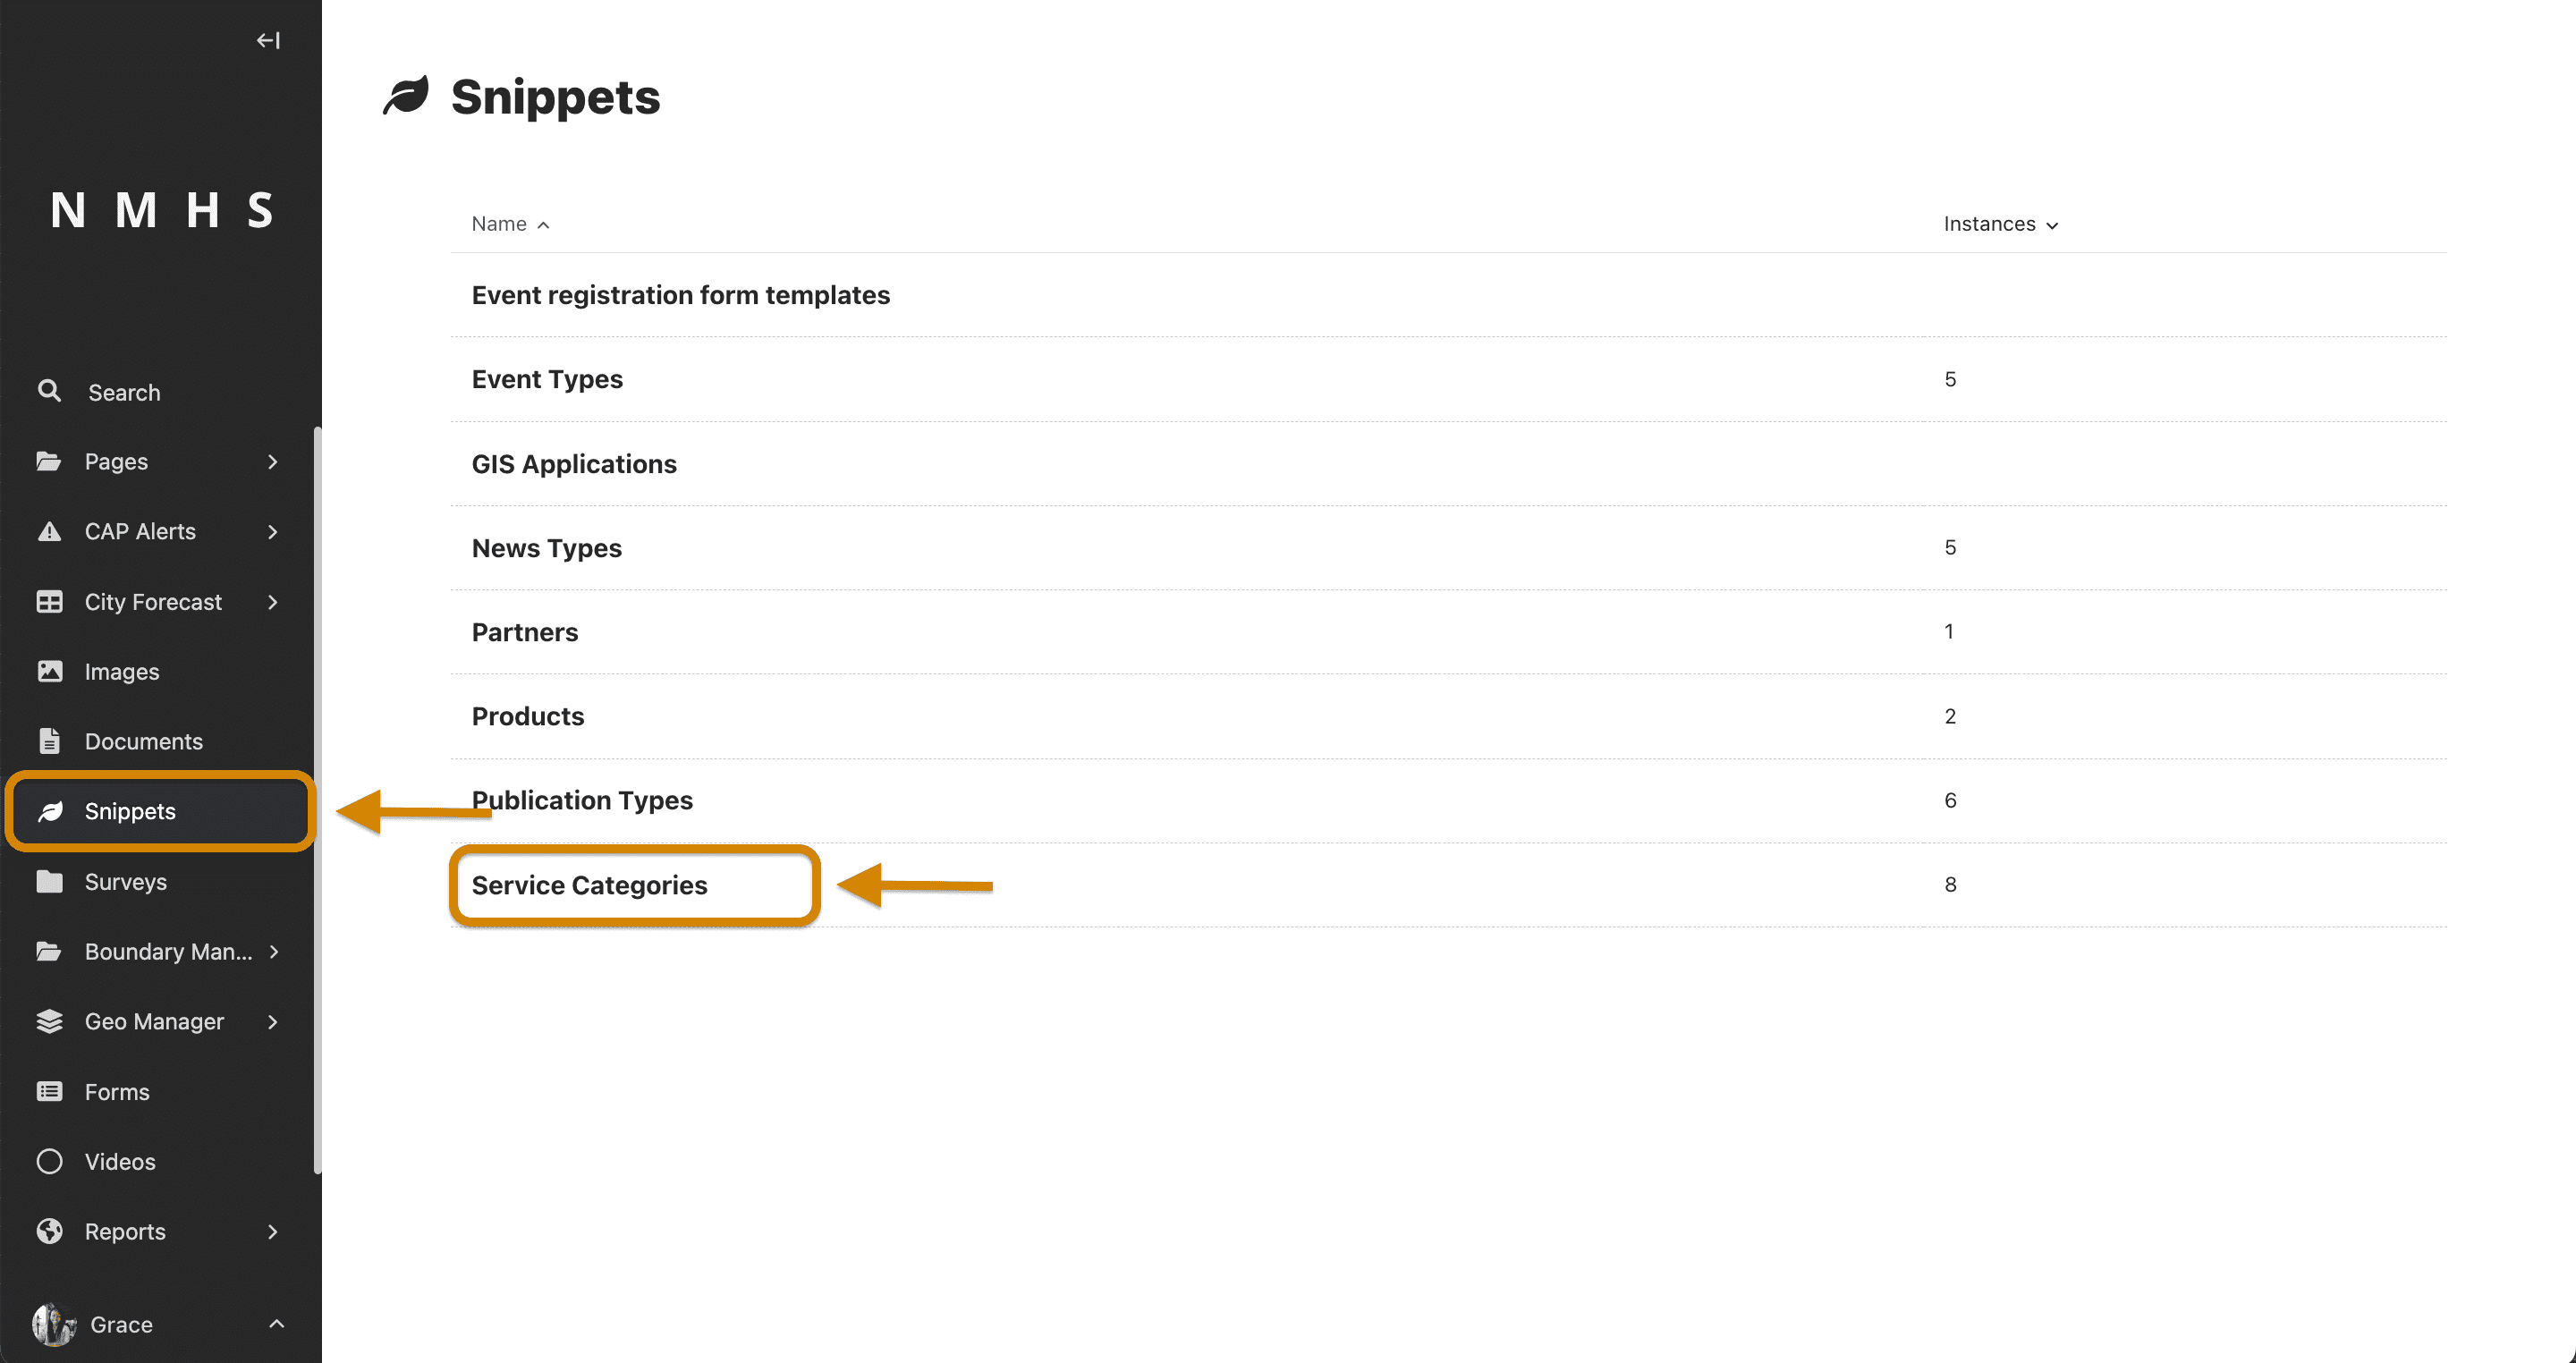 N M H S
Search
Pages
CAP Alerts
City Forecast
Images
Documents
Snippets
Surveys
Boundary Man...
Geo Manager
Forms
Videos
Reports
Grace
Snippets
Name Instances
Event registration form templates
Event Types 5
GIS Applications
News Types 5
Partners 1
Products 2
Publication Types 6
Service Categories 8